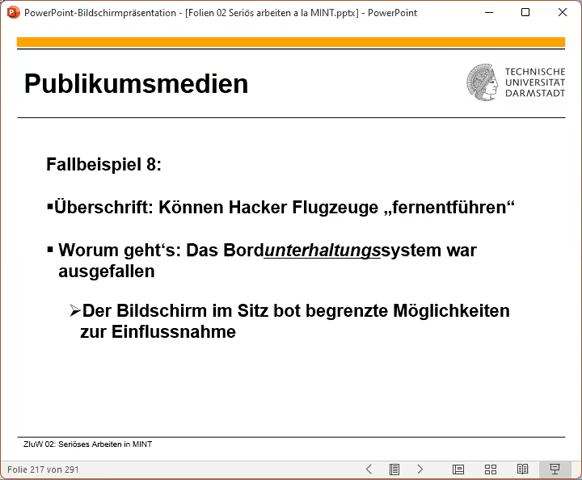 PowerPoint-Bildschirmpräsentation - [Folien 02 Seriös arbeiten a la MINT.pptx] - PowerPoint
Publikumsmedien
TECHNISCHE
UNIVERSITÄT
DARMSTADT
Fallbeispiel 8:
▪Überschrift: Können Hacker Flugzeuge „fernentführen“
▪ Worum geht‘s: Das Bordunterhaltungssystem war
ausgefallen
➢Der Bildschirm im Sitz bot begrenzte Möglichkeiten
zur Einflussnahme
ZIuW 02: Seriöses Arbeiten in MINT
Folie 217 von 291